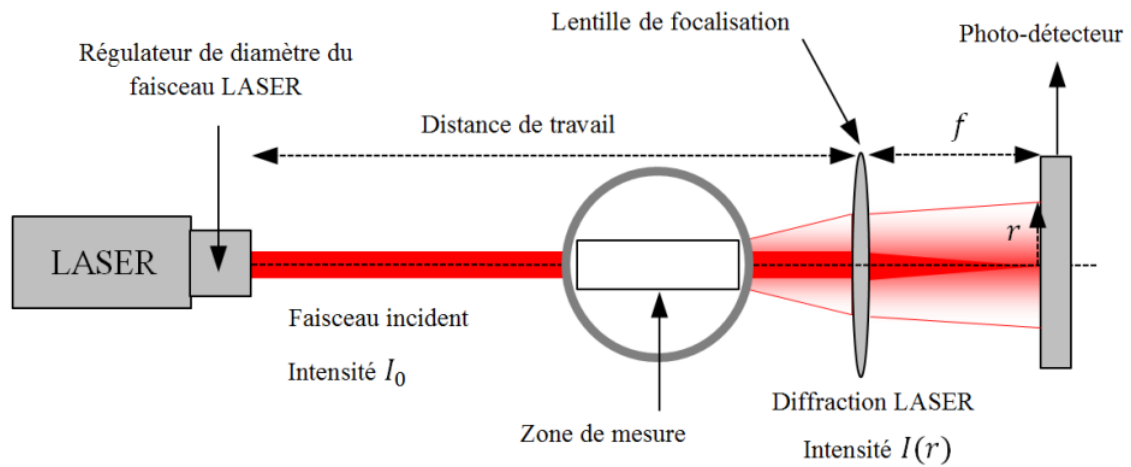 Lentille de focalisation
Photo-détecteur
Régulateur de diamètre du
faisceau LASER
Distance de travail
f
LASER
r
Faisceau incident
Intensité I₀
Zone de mesure
Diffraction LASER
Intensité I(r)